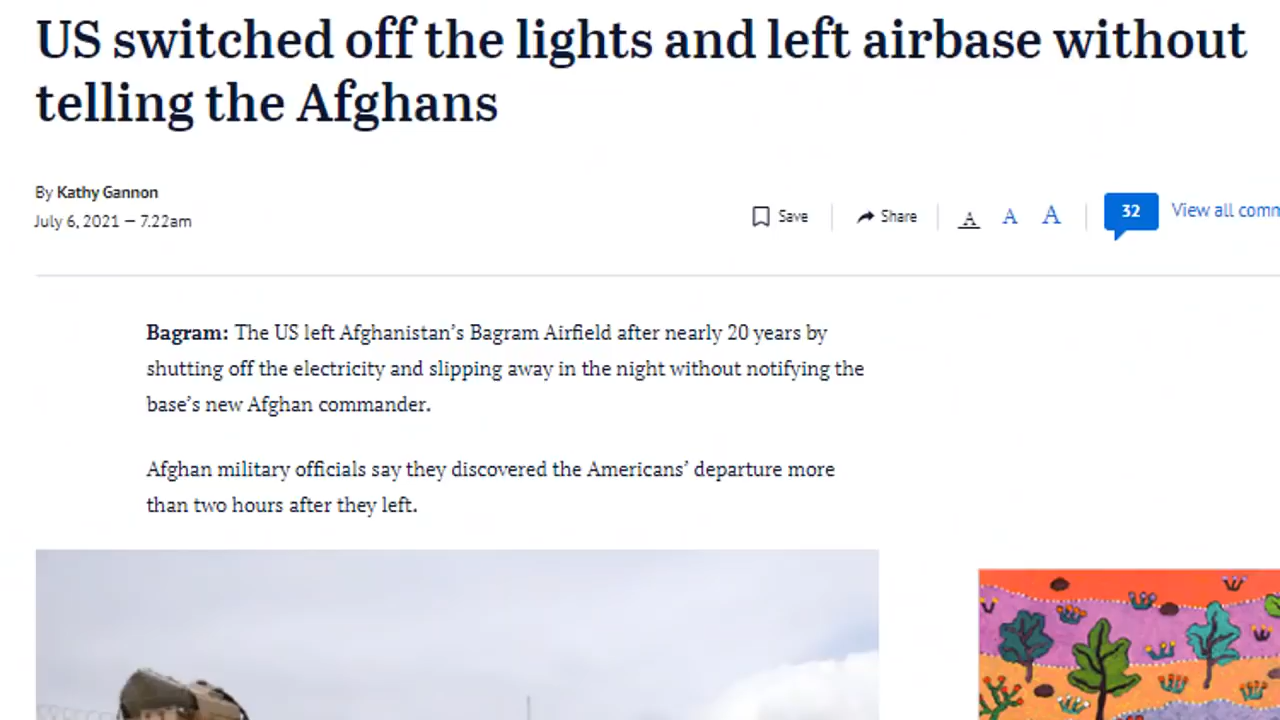 US switched off the lights and left airbase without
telling the Afghans
By Kathy Gannon
July 6, 2021 — 7.22am
Save
Share
A A A
32
View all
Bagram: The US left Afghanistan's Bagram Airfield after nearly 20 years by
shutting off the electricity and slipping away in the night without notifying the
base's new Afghan commander.
Afghan military officials say they discovered the Americans' departure more
than two hours after they left.